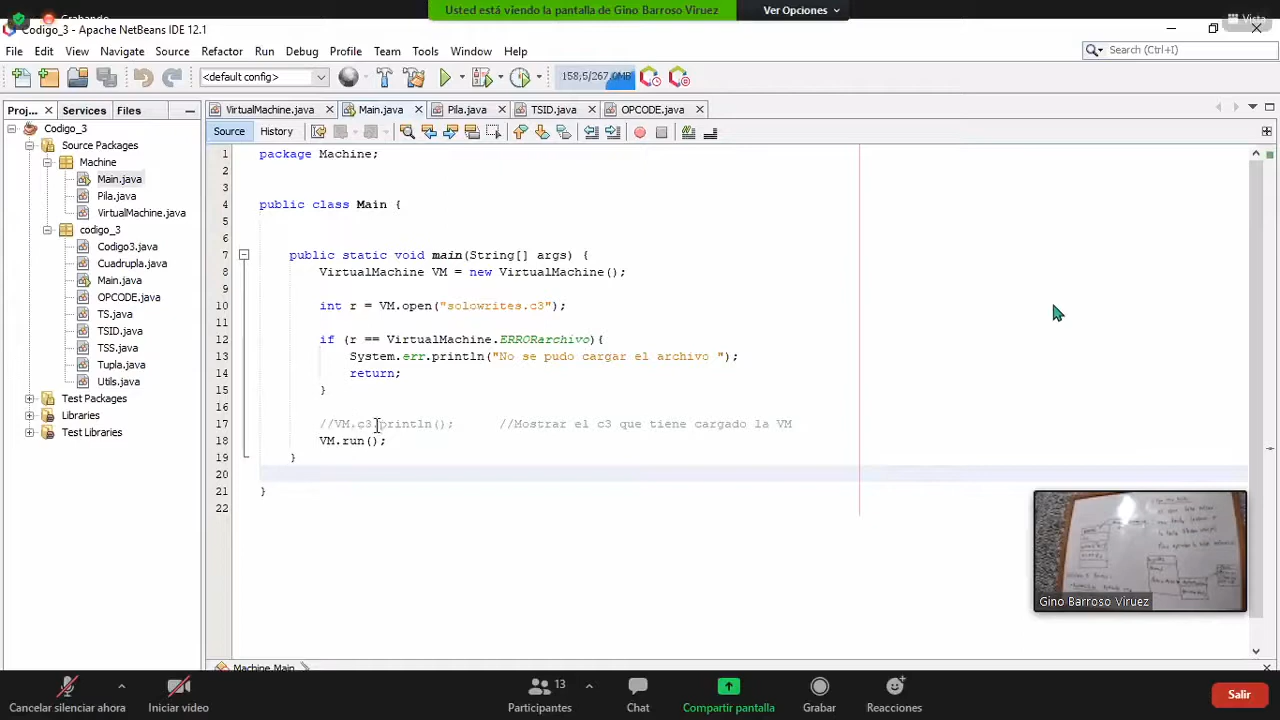 Grabando
Usted está viendo la pantalla de Gino Barroso Viruez
Ver Opciones
Vista
Codigo_3 - Apache NetBeans IDE 12.1
File Edit View Navigate Source Refactor Run Debug Profile Team Tools Window Help
Search (Ctrl+I)
<default config>
158,5/267,0MB
Proj... Services Files
VirtualMachine.java Main.java Pila.java TSID.java OPCODE.java
Source History
Codigo_3
Source Packages
Machine
Main.java
Pila.java
VirtualMachine.java
codigo_3
Codigo3.java
Cuadrupla.java
Main.java
OPCODE.java
TS.java
TSID.java
TSS.java
Tupla.java
Utils.java
Test Packages
Libraries
Test Libraries
1 package Machine;
2
3
4 public class Main {
5
6
7 public static void main(String[] args) {
8 VirtualMachine VM = new VirtualMachine();
9
10 int r = VM.open("solowrites.c3");
11
12 if (r == VirtualMachine.ERRORarchivo){
13 System.err.println("No se pudo cargar el archivo ");
14 return;
15 }
16
17 //VM.c3.println(); //Mostrar el c3 que tiene cargado la VM
18 VM.run();
19 }
20
21 }
22
Gino Barroso Viruez
Machine.Main
Cancelar silenciar ahora
Iniciar video
13
Participantes
Chat
Compartir pantalla
Grabar
Reacciones
Salir